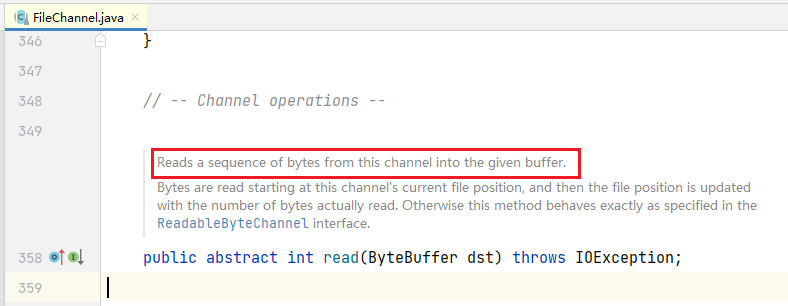 FileChannel.java
346 }
347
348 // -- Channel operations --
349
Reads a sequence of bytes from this channel into the given buffer.
Bytes are read starting at this channel's current file position, and then the file position is updated
with the number of bytes actually read. Otherwise this method behaves exactly as specified in the
ReadableByteChannel interface.
358 public abstract int read(ByteBuffer dst) throws IOException;
359